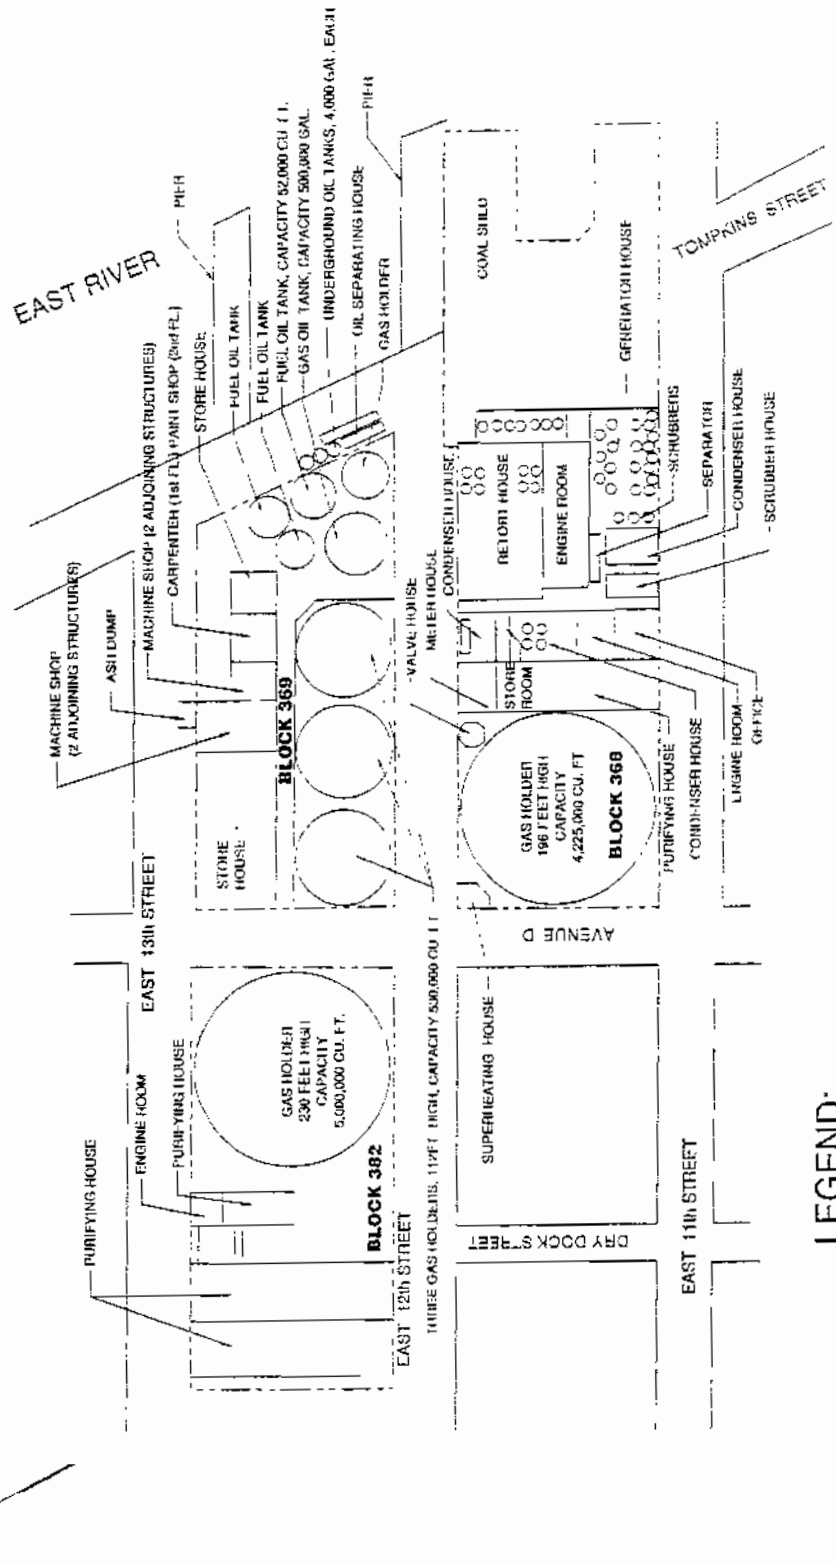 EAST RIVER
PIER
MACHINE SHOP
(2 ADJOINING STRUCTURES)
ASH DUMP
MACHINE SHOP (2 ADJOINING STRUCTURES)
CARPENTER (1st FL) PAINT SHOP (2nd FL.)
STORE HOUSE
FUEL OIL TANK
FUEL OIL TANK
FUEL OIL TANK, CAPACITY 52,000 CU. FT.
GAS OIL TANK, CAPACITY 500,000 GAL.
UNDERGROUND OIL TANKS, 4,000 GAL. EACH
OIL SEPARATING HOUSE
GAS HOLDER
PIER
COAL SHED
GENERATOR HOUSE
TOMPKINS STREET
RETORT HOUSE
ENGINE ROOM
SCRUBBERS
SEPARATOR
CONDENSER HOUSE
SCRUBBER HOUSE
VALVE HOUSE
METER HOUSE
CONDENSER HOUSE
STORE
ROOM
BLOCK 369
STORE
HOUSE
GAS HOLDER
196 FEET HIGH
CAPACITY
4,225,000 CU. FT
BLOCK 368
PURIFYING HOUSE
CONDENSER HOUSE
ENGINE ROOM
OFFICE
EAST 13th STREET
AVENUE D
PURIFYING HOUSE
ENGINE ROOM
PURIFYING HOUSE
GAS HOLDER
230 FEET HIGH
CAPACITY
5,000,000 CU. FT.
BLOCK 382
EAST 12th STREET
THREE GAS HOLDERS, 112FT HIGH, CAPACITY 530,000 CU FT
SUPERHEATING HOUSE
DRY DOCK STREET
EAST 11th STREET
LEGEND: